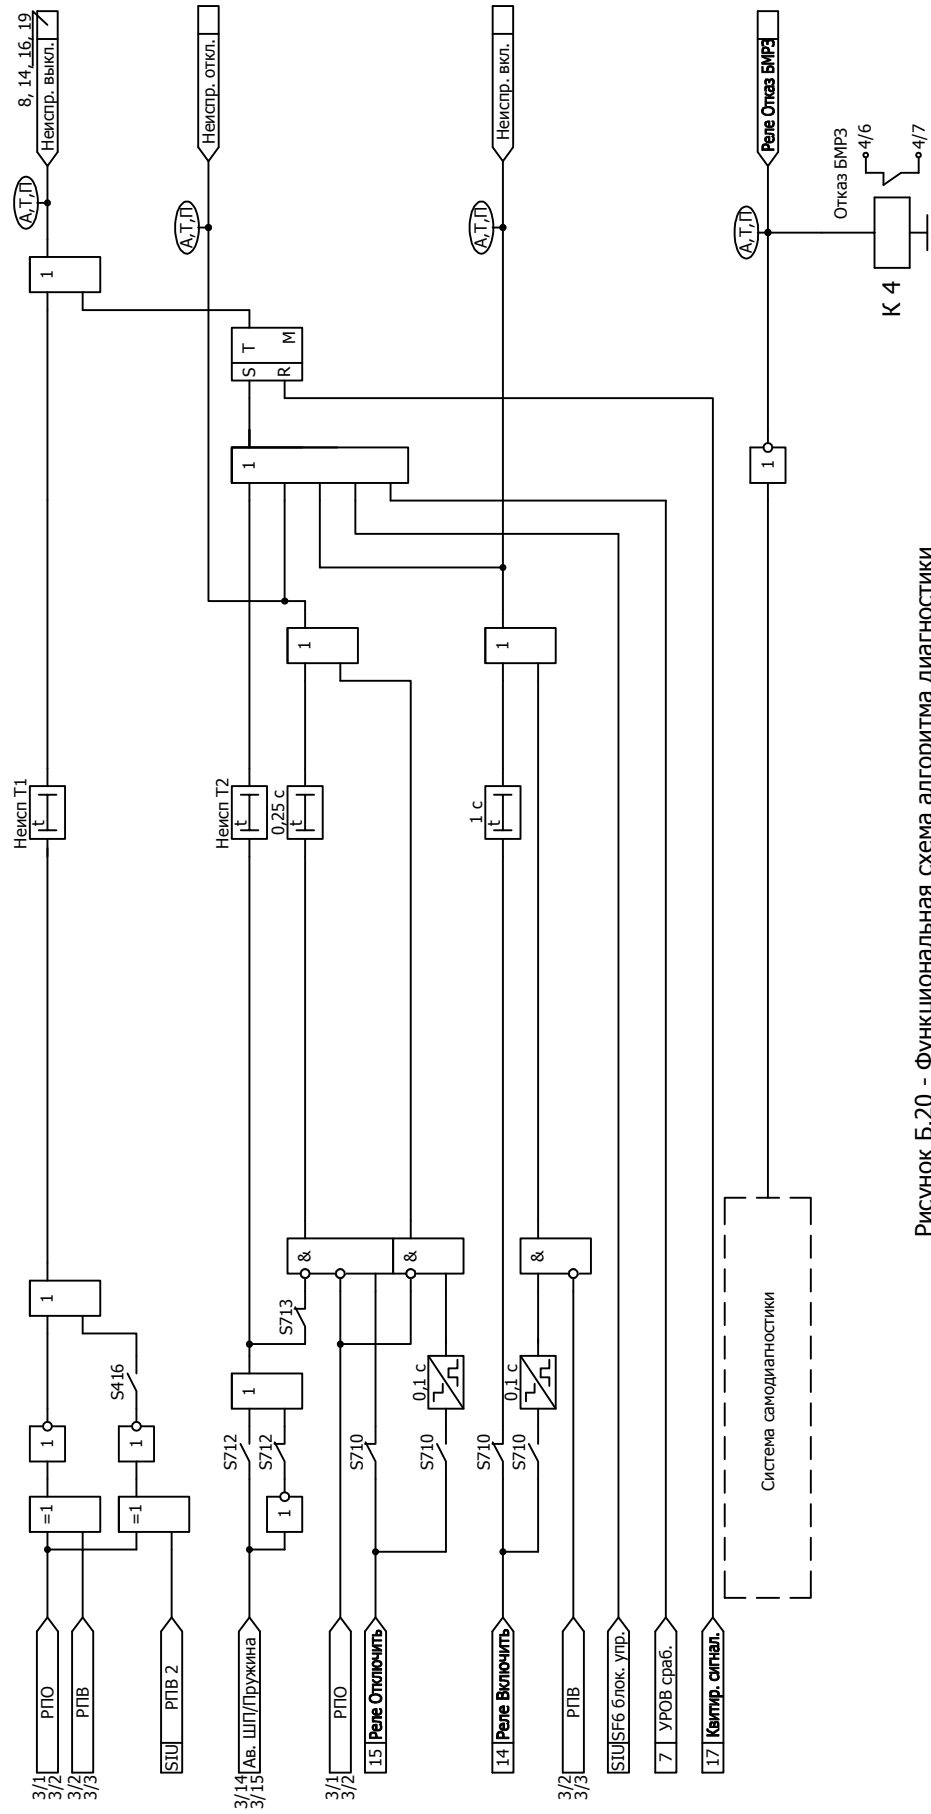 3/1
3/2
РПО
3/2
3/3
РПВ
SIU РПВ 2
3/14
3/15
Ав. ШП/Пружина
3/1
3/2
РПО
15 Реле Отключить
14 Реле Включить
3/2
3/3
РПВ
SIU SF6 блок. упр.
7 УРОВ сраб.
17 Квитир. сигнал.
=1
=1
1
1
S416
1
S712
S712
1
1
S713
S710
S710
0,1 с
&
&
S710
S710
0,1 с
&
Система самодиагностики
Неисп Т1
t
Неисп Т2
t
0,25 с
t
1 с
t
1
1
1
1
S T
R M
1
1
А,Т,П
8, 14, 16, 19
Неиспр. выкл.
А,Т,П
Неиспр. откл.
А,Т,П
Неиспр. вкл.
А,Т,П
Реле Отказ БМРЗ
К 4
Отказ БМРЗ
4/6
4/7
Рисунок Б.20 - Функциональная схема алгоритма диагностики